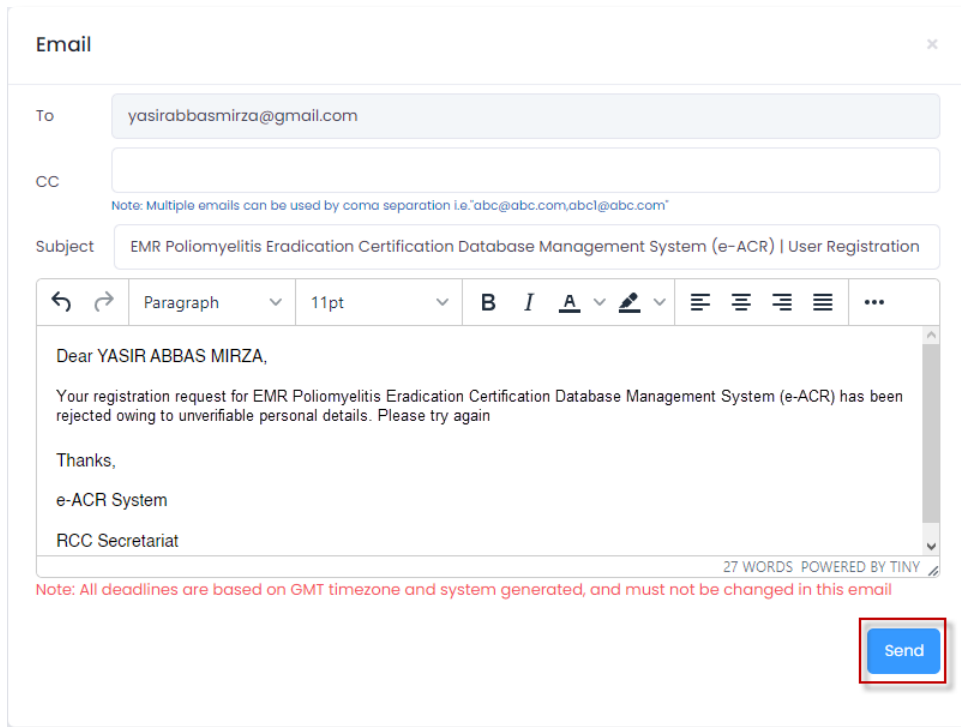 Email
×
To
yasirabbasmirza@gmail.com
CC
Note: Multiple emails can be used by coma separation i.e."abc@abc.com,abc1@abc.com"
Subject
EMR Poliomyelitis Eradication Certification Database Management System (e-ACR) | User Registration
Paragraph 11pt B I A
Dear YASIR ABBAS MIRZA,
Your registration request for EMR Poliomyelitis Eradication Certification Database Management System (e-ACR) has been
rejected owing to unverifiable personal details. Please try again
Thanks,
e-ACR System
RCC Secretariat
27 WORDS POWERED BY TINY
Note: All deadlines are based on GMT timezone and system generated, and must not be changed in this email
Send